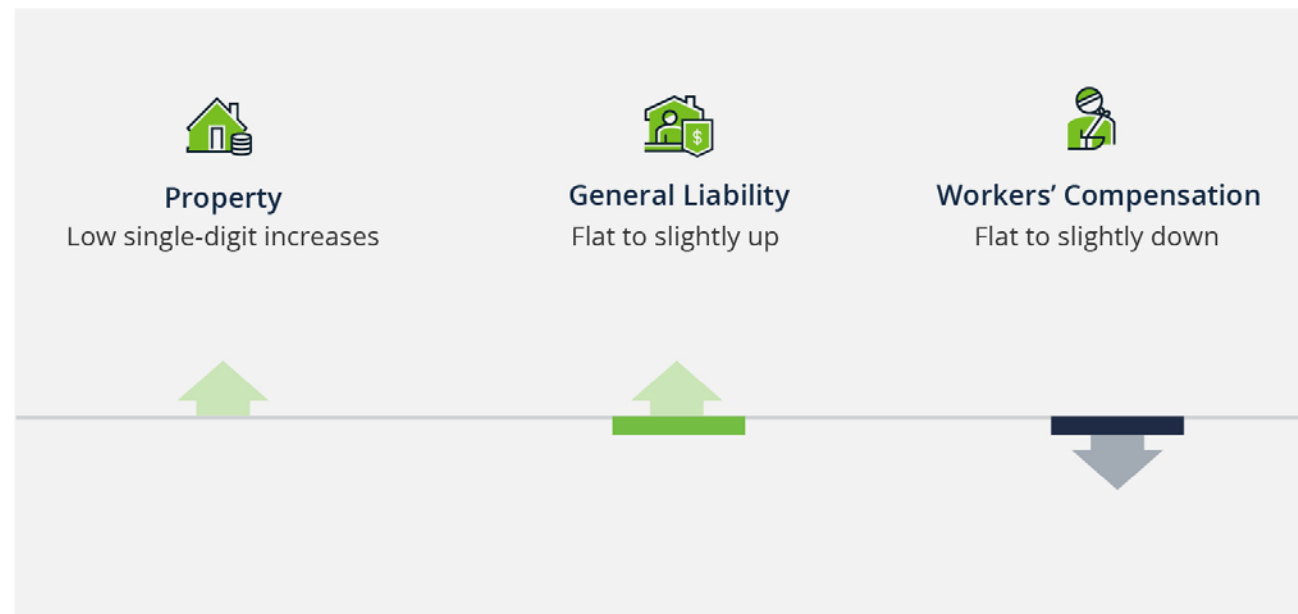 $
Property
Low single-digit increases
General Liability
Flat to slightly up
Workers’ Compensation
Flat to slightly down